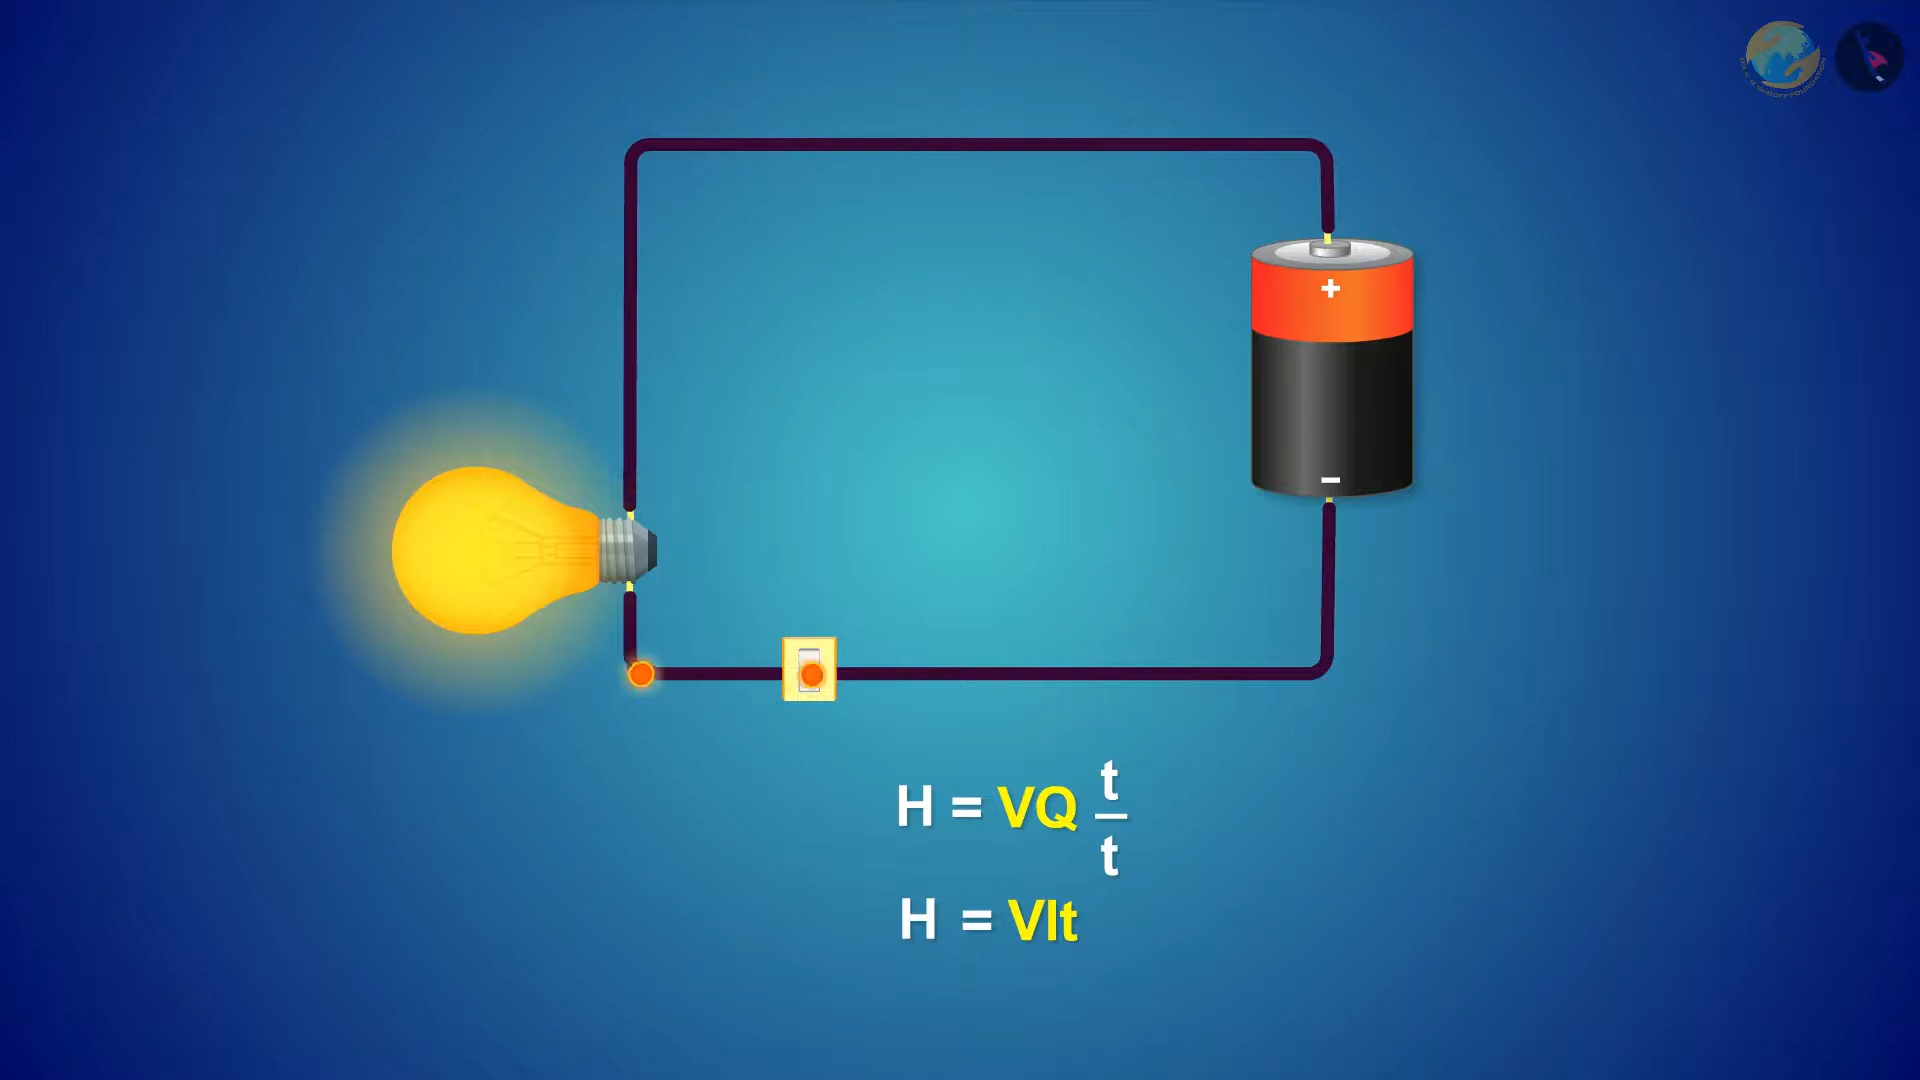 +
−
H = VQ t/t
H = VIt